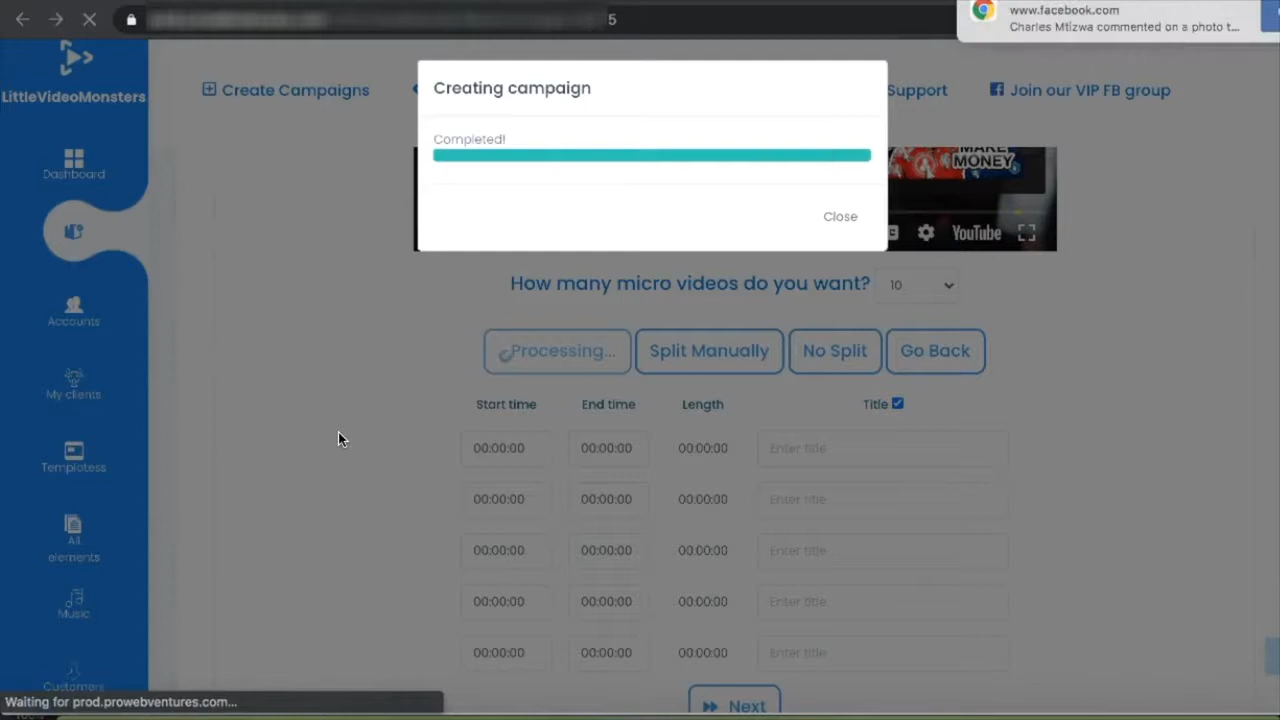 5
www.facebook.com
Charles Mtizwa commented on a photo t...
LittleVideoMonsters
Create Campaigns
Support
Join our VIP FB group
Creating campaign
Completed!
Close
MAKE
MONEY
YouTube
Dashboard
Accounts
My clients
Templatess
All
elements
Music
Customers
How many micro videos do you want? 10
Processing... Split Manually No Split Go Back
Start time End time Length Title
00:00:00 00:00:00 00:00:00 Enter title
00:00:00 00:00:00 00:00:00 Enter title
00:00:00 00:00:00 00:00:00 Enter title
00:00:00 00:00:00 00:00:00 Enter title
00:00:00 00:00:00 00:00:00 Enter title
Next
Waiting for prod.prowebventures.com...